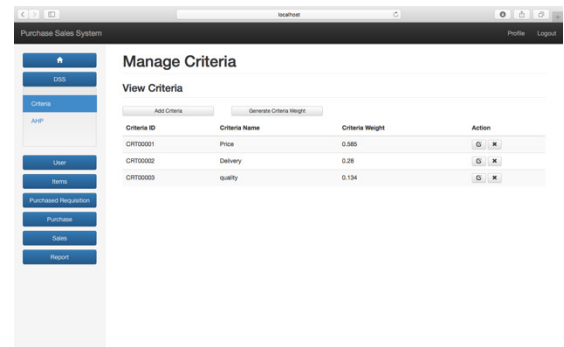 localhost
Purchase Sales System Profile Logout
DSS
Criteria
AHP
User
Items
Purchased Requisition
Purchase
Sales
Report
Manage Criteria
View Criteria
Add Criteria Generate Criteria Weight
Criteria ID Criteria Name Criteria Weight Action
CRT00001 Price 0.585
CRT00002 Delivery 0.28
CRT00003 quality 0.134